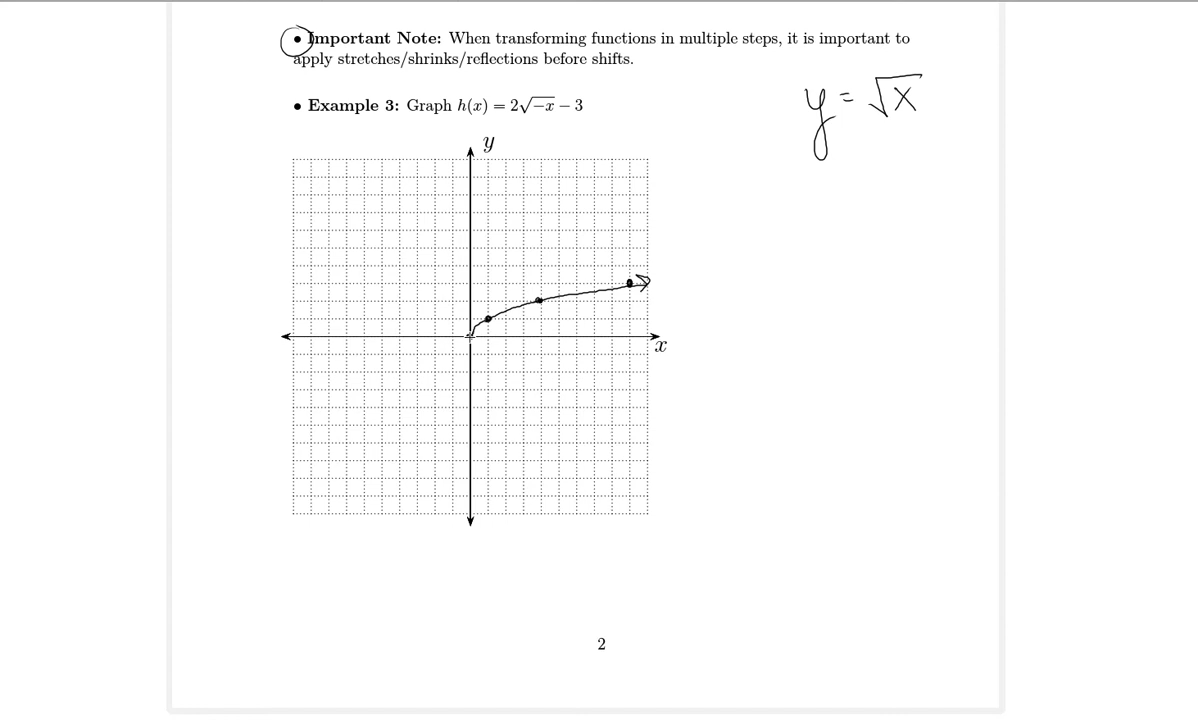 • Important Note: When transforming functions in multiple steps, it is important to
apply stretches/shrinks/reflections before shifts.
• Example 3: Graph h(x) = 2√−x − 3
y = √x
y
x
2